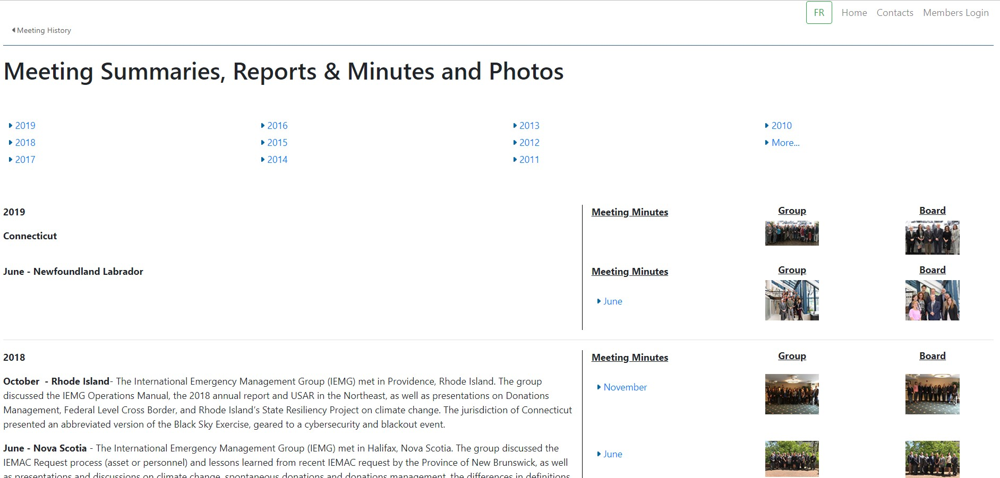 FR Home Contacts Members Login
Meeting History
Meeting Summaries, Reports & Minutes and Photos
2019
2018
2017
2016
2015
2014
2013
2012
2011
2010
More...
2019
Meeting Minutes
Group
Board
Connecticut
June - Newfoundland Labrador
Meeting Minutes
Group
Board
June
2018
Meeting Minutes
Group
Board
October - Rhode Island- The International Emergency Management Group (IEMG) met in Providence, Rhode Island. The group
discussed the IEMG Operations Manual, the 2018 annual report and USAR in the Northeast, as well as presentations on Donations
Management, Federal Level Cross Border, and Rhode Island’s State Resiliency Project on climate change. The jurisdiction of Connecticut
presented an abbreviated version of the Black Sky Exercise, geared to a cybersecurity and blackout event.
November
June - Nova Scotia - The International Emergency Management Group (IEMG) met in Halifax, Nova Scotia. The group discussed the
IEMAC Request process (asset or personnel) and lessons learned from recent IEMAC request by the Province of New Brunswick, as well
as presentations and discussions on climate change, spontaneous donations and donations management, the differences in definitions
June